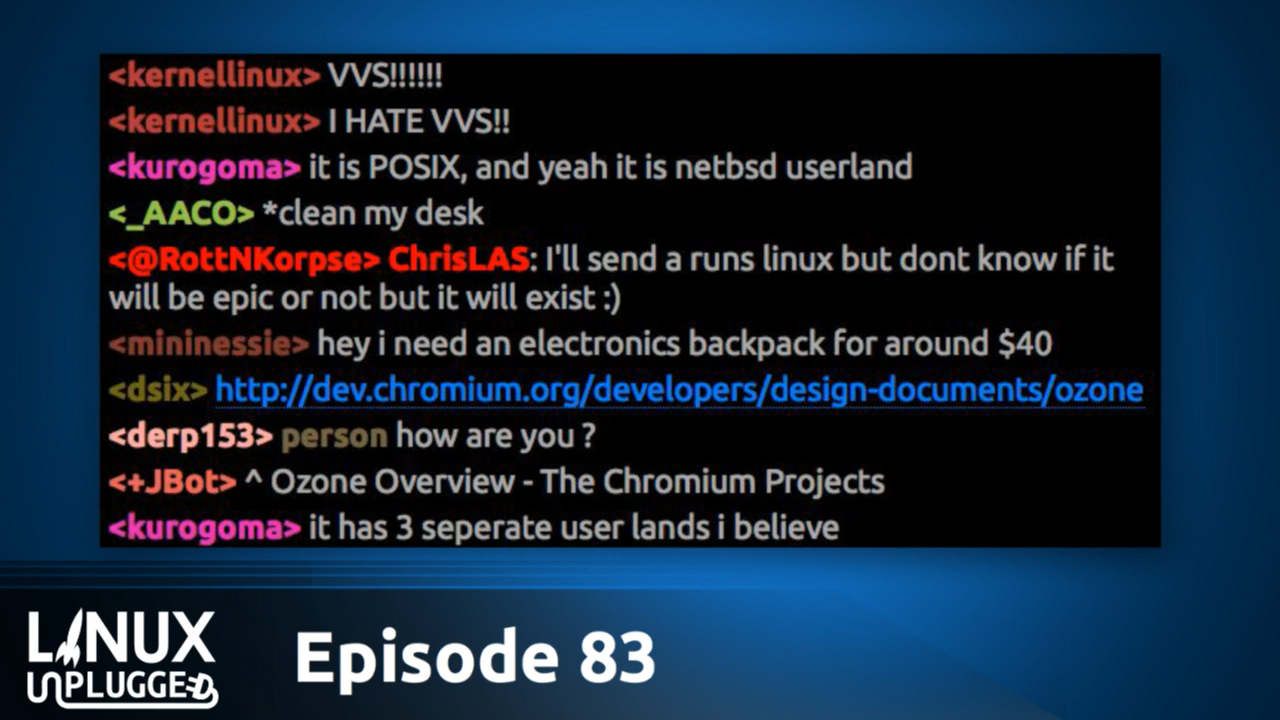 <kernellinux> VVS!!!!!!
<kernellinux> I HATE VVS!!
<kurogoma> it is POSIX, and yeah it is netbsd userland
<_AACO> *clean my desk
<@RottNKorpse> ChrisLAS: I'll send a runs linux but dont know if it
will be epic or not but it will exist :)
<mininessie> hey i need an electronics backpack for around $40
<dsix> http://dev.chromium.org/developers/design-documents/ozone
<derp153> person how are you ?
<+JBot> ^ Ozone Overview - The Chromium Projects
<kurogoma> it has 3 seperate user lands i believe
LINUX
UNPLUGGED
Episode 83